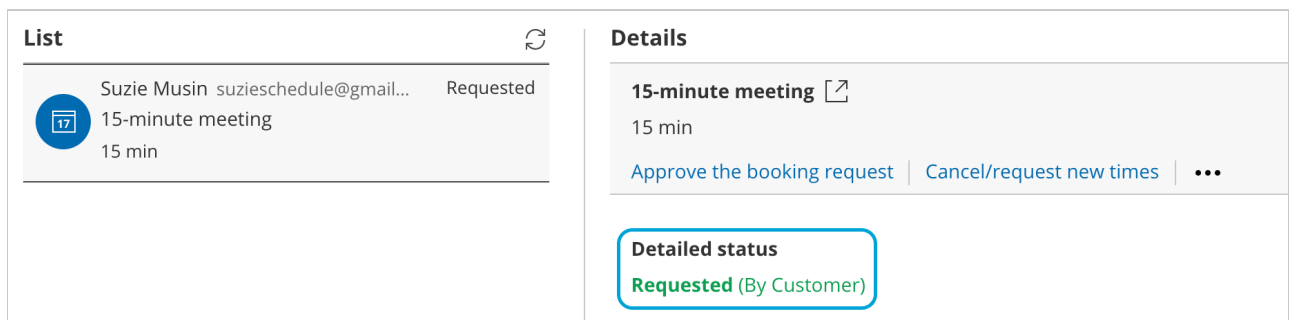 List
Suzie Musin suzieschedule@gmail... Requested
17
15-minute meeting
15 min
Details
15-minute meeting
15 min
Approve the booking request Cancel/request new times
Detailed status
Requested (By Customer)